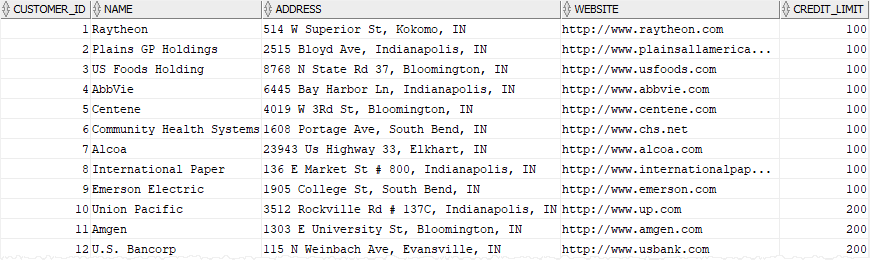 CUSTOMER_ID NAME ADDRESS WEBSITE CREDIT_LIMIT
1 Raytheon 514 W Superior St, Kokomo, IN http://www.raytheon.com 100
2 Plains GP Holdings 2515 Bloyd Ave, Indianapolis, IN http://www.plainsallamerica... 100
3 US Foods Holding 8768 N State Rd 37, Bloomington, IN http://www.usfoods.com 100
4 AbbVie 6445 Bay Harbor Ln, Indianapolis, IN http://www.abbvie.com 100
5 Centene 4019 W 3Rd St, Bloomington, IN http://www.centene.com 100
6 Community Health Systems 1608 Portage Ave, South Bend, IN http://www.chs.net 100
7 Alcoa 23943 Us Highway 33, Elkhart, IN http://www.alcoa.com 100
8 International Paper 136 E Market St # 800, Indianapolis, IN http://www.internationalpap... 100
9 Emerson Electric 1905 College St, South Bend, IN http://www.emerson.com 100
10 Union Pacific 3512 Rockville Rd # 137C, Indianapolis, IN http://www.up.com 200
11 Amgen 1303 E University St, Bloomington, IN http://www.amgen.com 200
12 U.S. Bancorp 115 N Weinbach Ave, Evansville, IN http://www.usbank.com 200